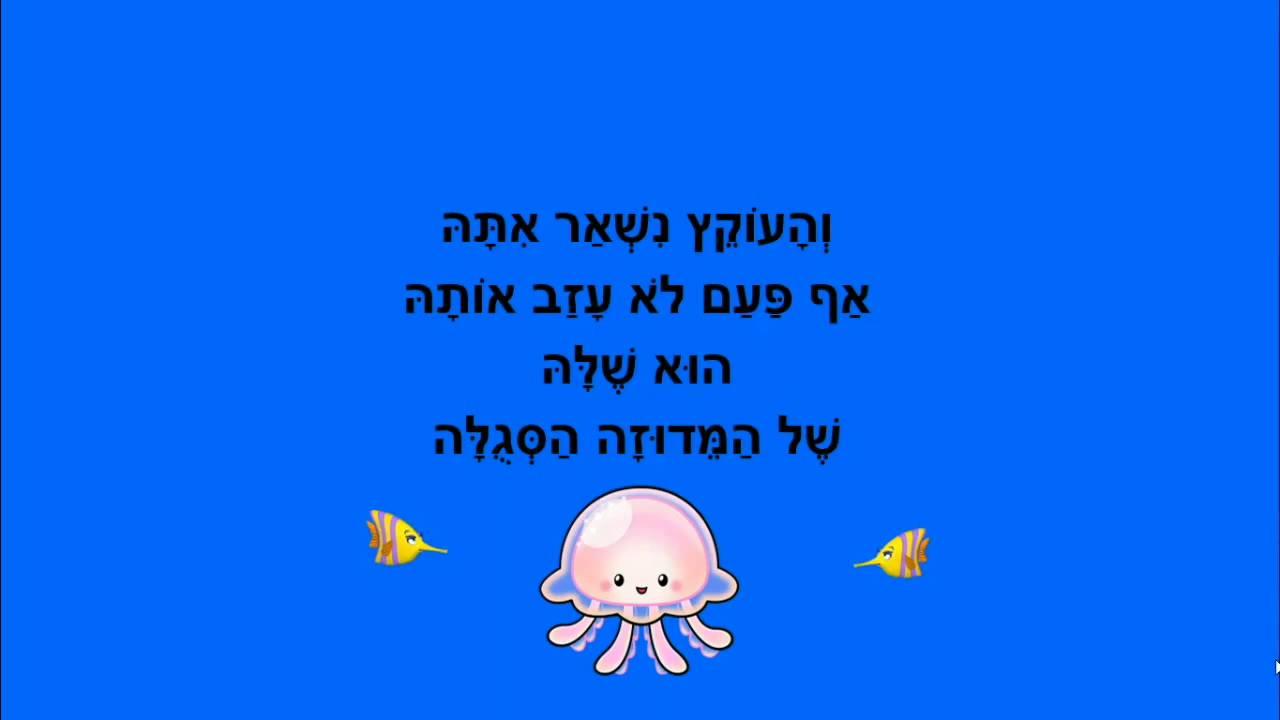 וְהָעוֹקֵץ נִשְׁאַר אִתָּהּ
אַף פַּעַם לֹא עָזַב אוֹתָהּ
הוּא שֶׁלָּהּ
שֶׁל הַמֵּדוּזָה הַסְּגֻלָּה